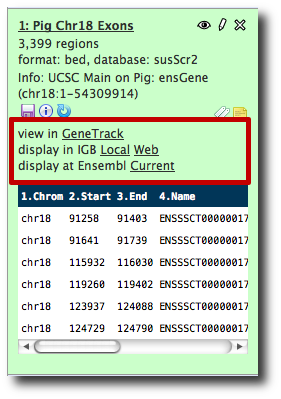 1: Pig Chr18 Exons
3,399 regions
format: bed, database: susScr2
Info: UCSC Main on Pig: ensGene
(chr18:1-54309914)
view in GeneTrack
display in IGB Local Web
display at Ensembl Current
1.Chrom 2.Start 3.End 4.Name
chr18 91258 91403 ENSSSCT00000017
chr18 91641 91739 ENSSSCT00000017
chr18 115932 116030 ENSSSCT00000017
chr18 119260 119402 ENSSSCT00000017
chr18 123937 124088 ENSSSCT00000017
chr18 124729 124790 ENSSSCT00000017